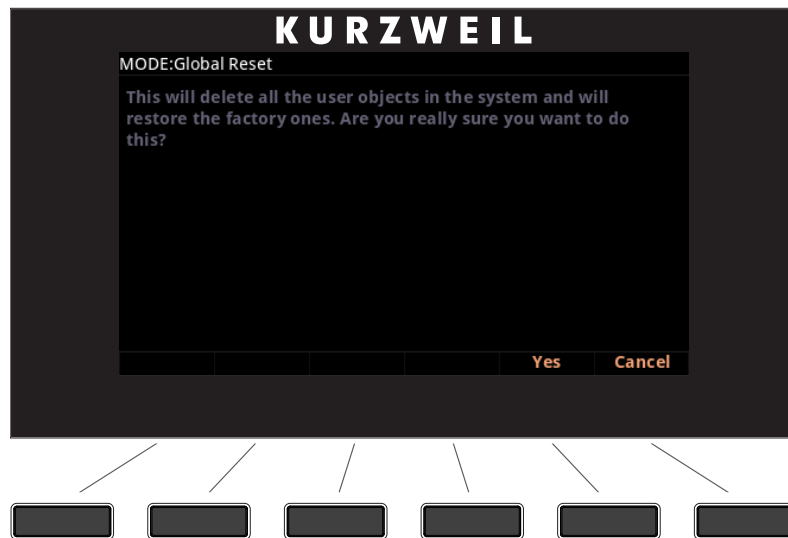 KURZWEIL
MODE:Global Reset
This will delete all the user objects in the system and will
restore the factory ones. Are you really sure you want to do
this?
Yes Cancel